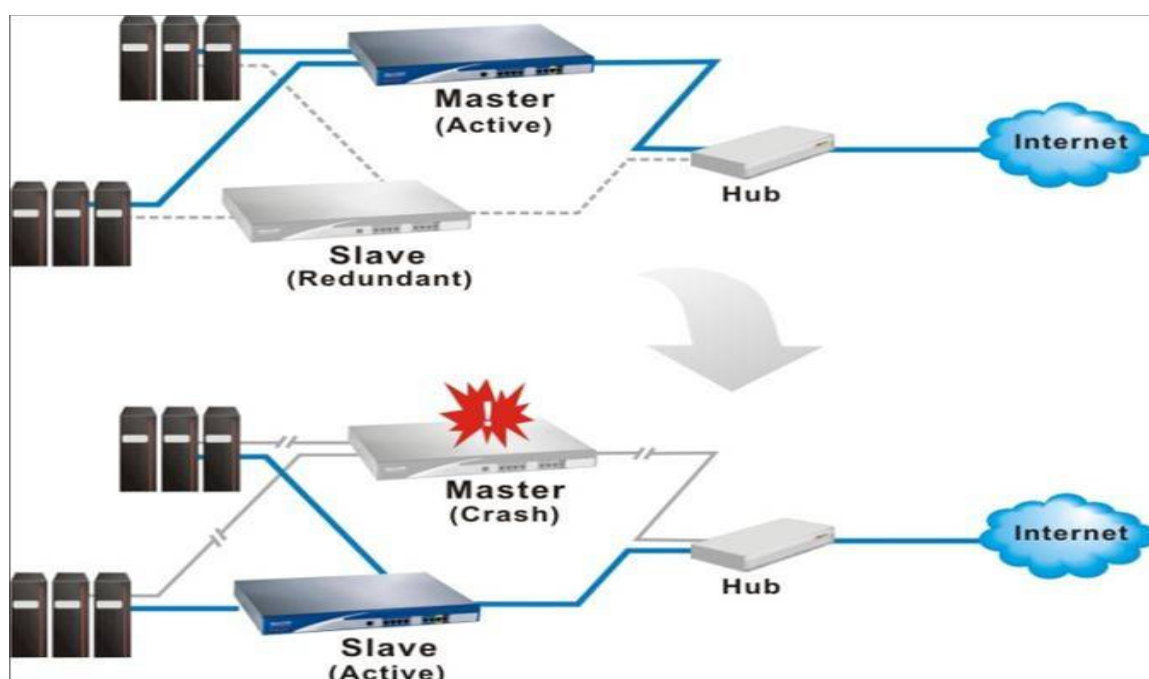 Master
(Active)
Internet
Hub
Slave
(Redundant)
!
Master
(Crash)
Internet
Hub
Slave
(Active)